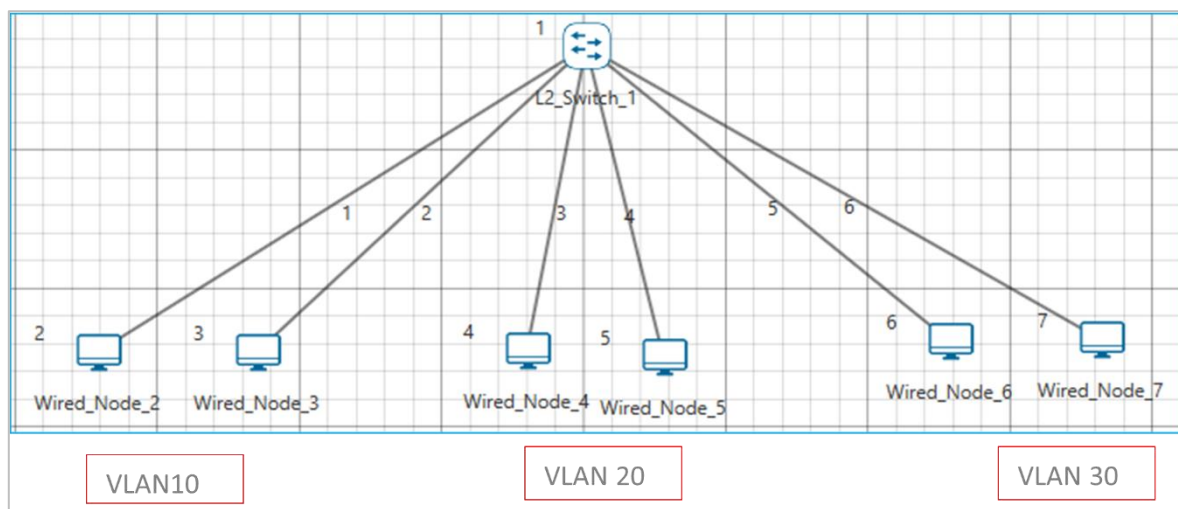 1
L2_Switch_1
1
2
3
4
5
6
2
3
4
5
6
7
Wired_Node_2
Wired_Node_3
Wired_Node_4
Wired_Node_5
Wired_Node_6
Wired_Node_7
VLAN10
VLAN 20
VLAN 30